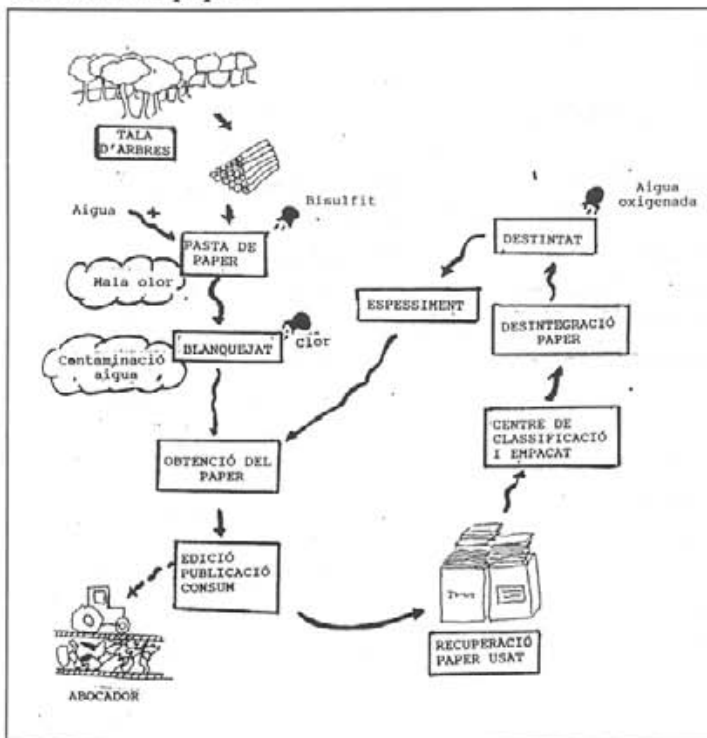 TALA
D'ARBRES
Aigua +
Bisulfit
PASTA DE
PAPER
Mala olor
BLANQUEJAT
Clor
Contaminació
aigua
OBTENCIÓ DEL
PAPER
EDICIÓ
PUBLICACIÓ
CONSUM
ABOCADOR
RECUPERACIÓ
PAPER USAT
CENTRE DE
CLASSIFICACIÓ
I EMPACAT
DESINTEGRACIÓ
PAPER
DESTINTAT
Aigua
oxigenada
ESPESSIMENT